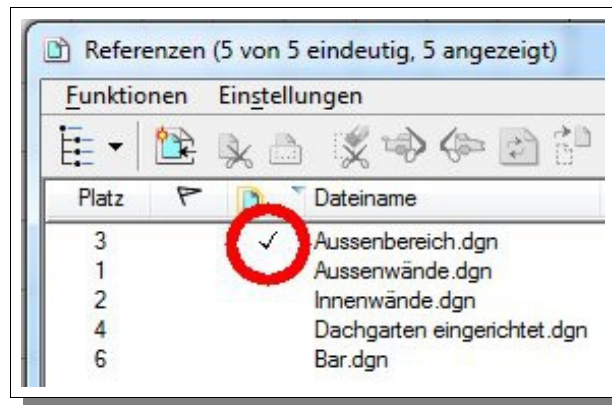 Referenzen (5 von 5 eindeutig, 5 angezeigt)
Funktionen Einstellungen
Platz Dateiname
3 ✓ Aussenbereich.dgn
1 Aussenwände.dgn
2 Innenwände.dgn
4 Dachgarten eingerichtet.dgn
6 Bar.dgn